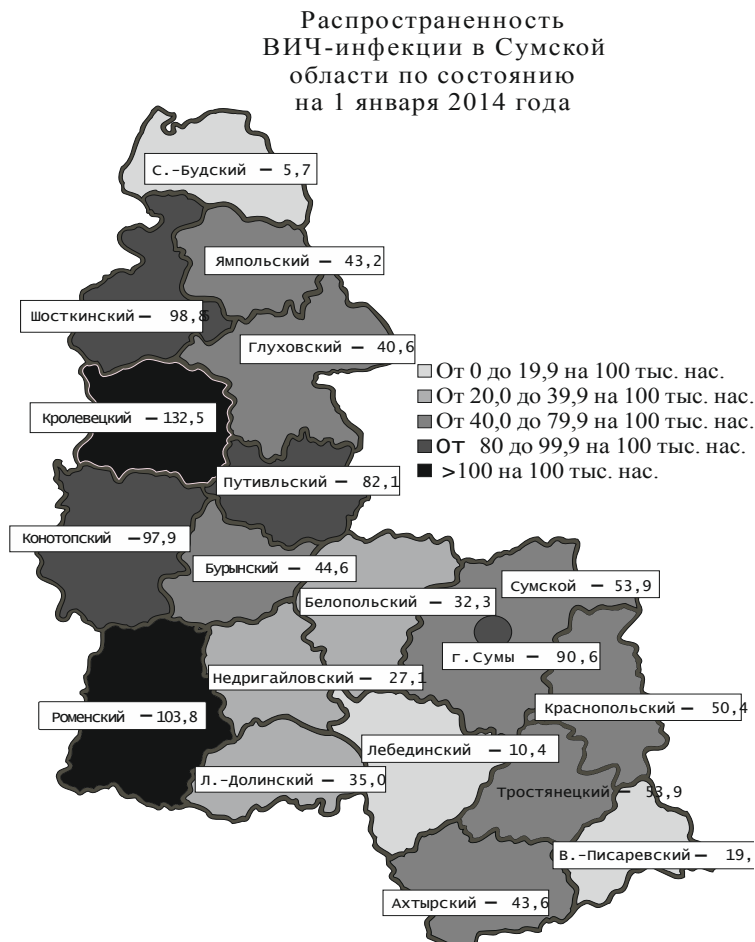 Распространенность
ВИЧ-инфекции в Сумской
области по состоянию
на 1 января 2014 года
С.-Будский — 5,7
Ямпольский — 43,2
Шосткинский — 98,8
Глуховский — 40,6
От 0 до 19,9 на 100 тыс. нас.
От 20,0 до 39,9 на 100 тыс. нас.
От 40,0 до 79,9 на 100 тыс. нас.
от 80 до 99,9 на 100 тыс. нас.
>100 на 100 тыс. нас.
Кролевецкий —132,5
Путивльский — 82,1
Конотопский —97,9
Бурынский — 44,6
Сумской — 53,9
Белопольский — 32,3
г.Сумы — 90,6
Недригайловский — 27,1
Краснопольский — 50,4
Роменский —103,8
Лебединский — 10,4
Л.-Долинский — 35,0
Тростянецкий — 53,9
В.-Писаревский — 19,
Ахтырский — 43,6